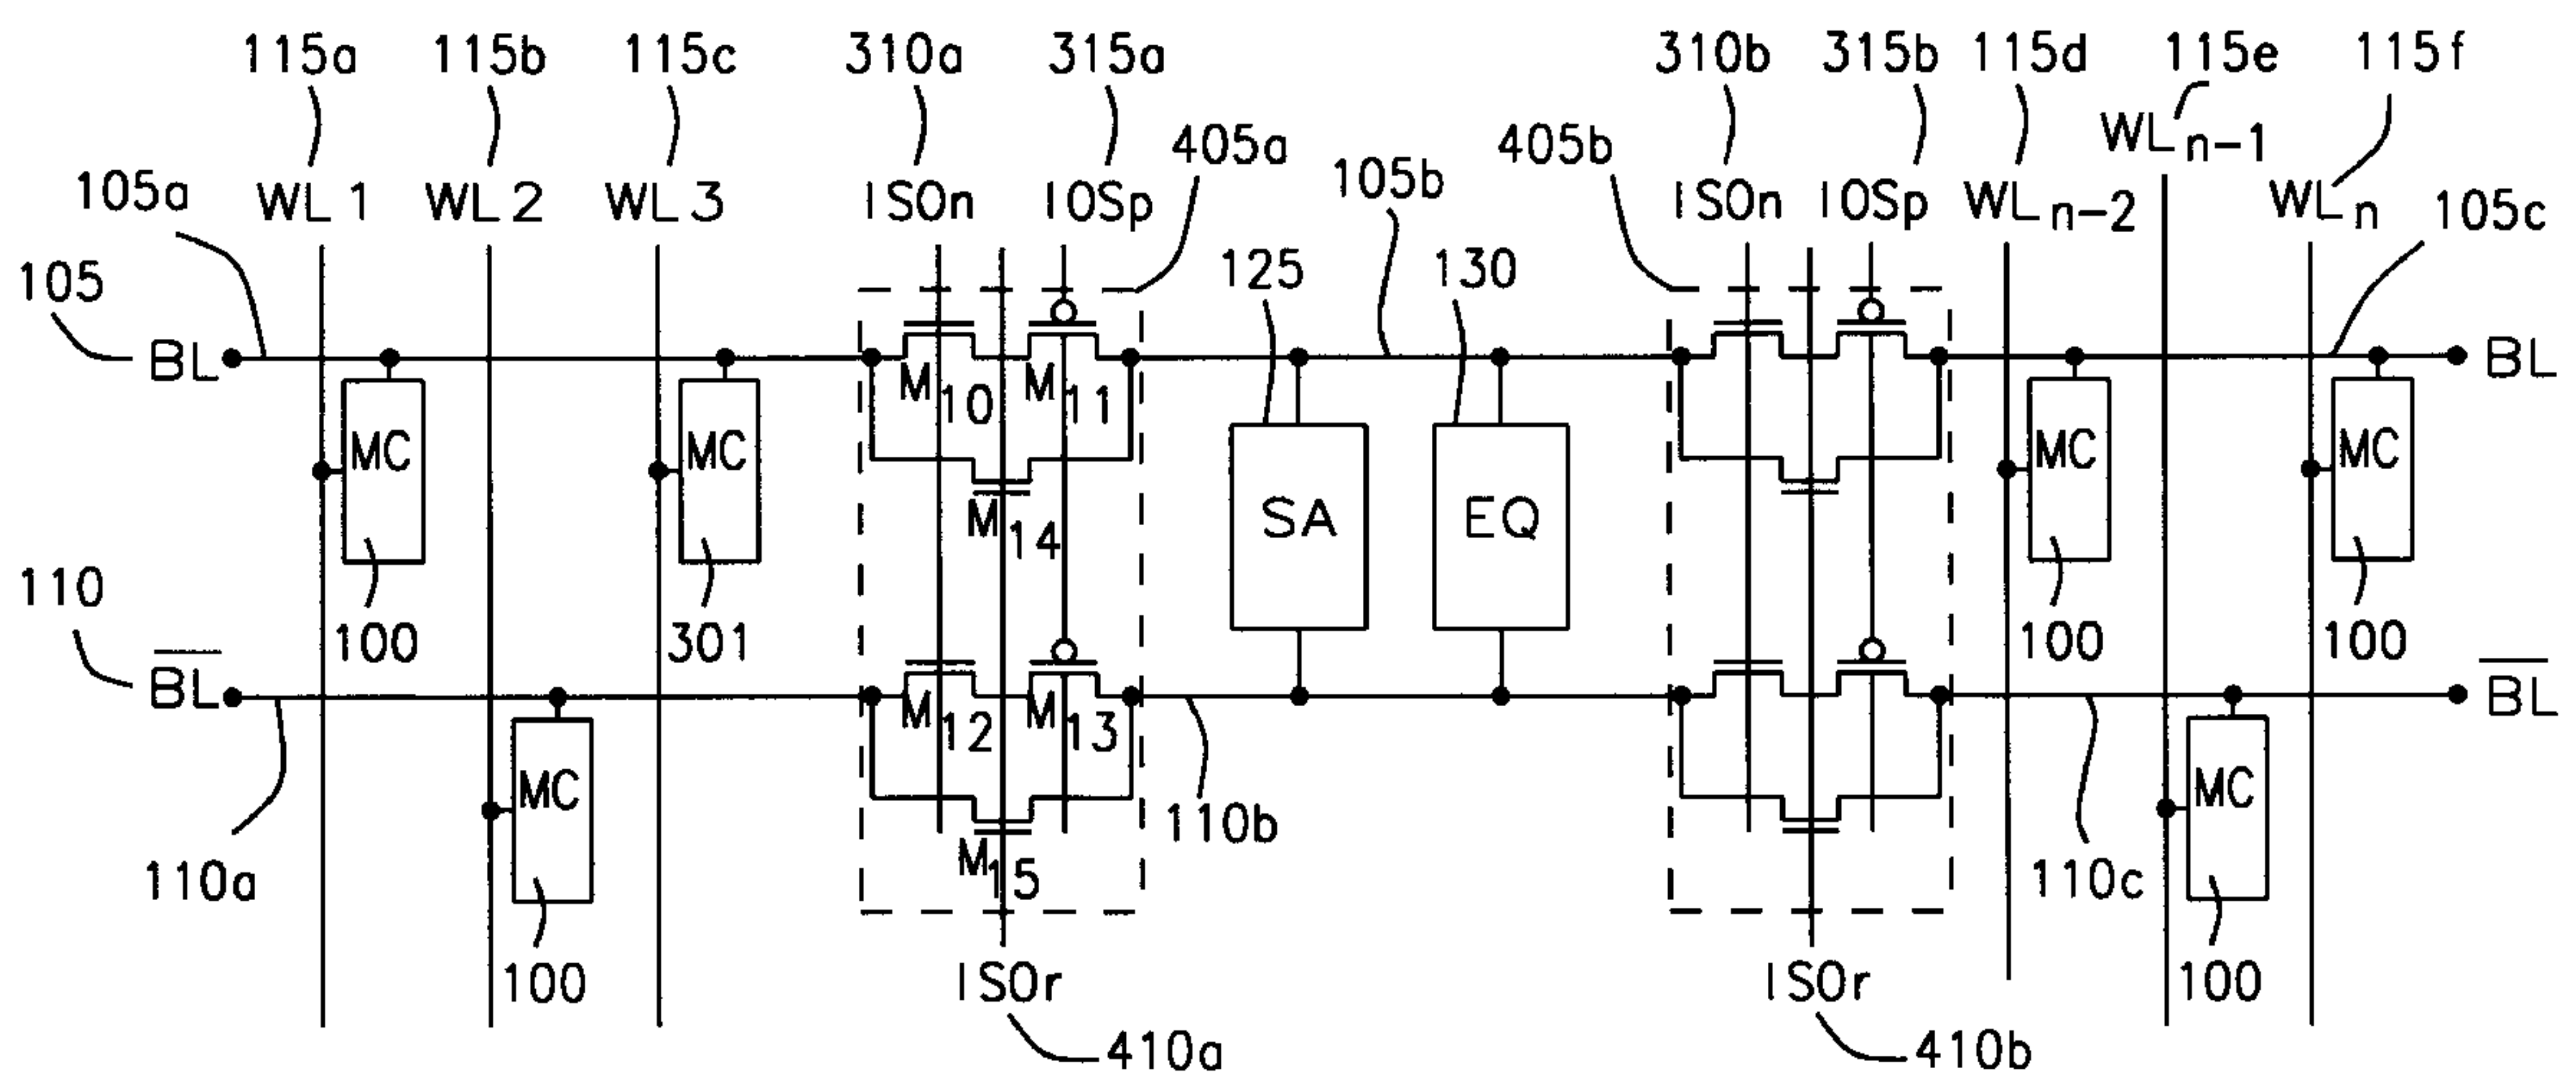 115a 115b 115c 310a 315a 310b 315b 115d 115e 115f
405a 405b WLn-1
105a WL1 WL2 WL3 ISOn IOSp 105b ISOn IOSp WLn-2 WLn 105c
105 125 130
BL BL
M10 M11
MC MC MC MC
M14 SA EQ
110 100 301 100 100
B̅L̅ B̅L̅
M12 M13
MC MC
110a M15 110b 110c
100 ISOr ISOr 100
410a 410b